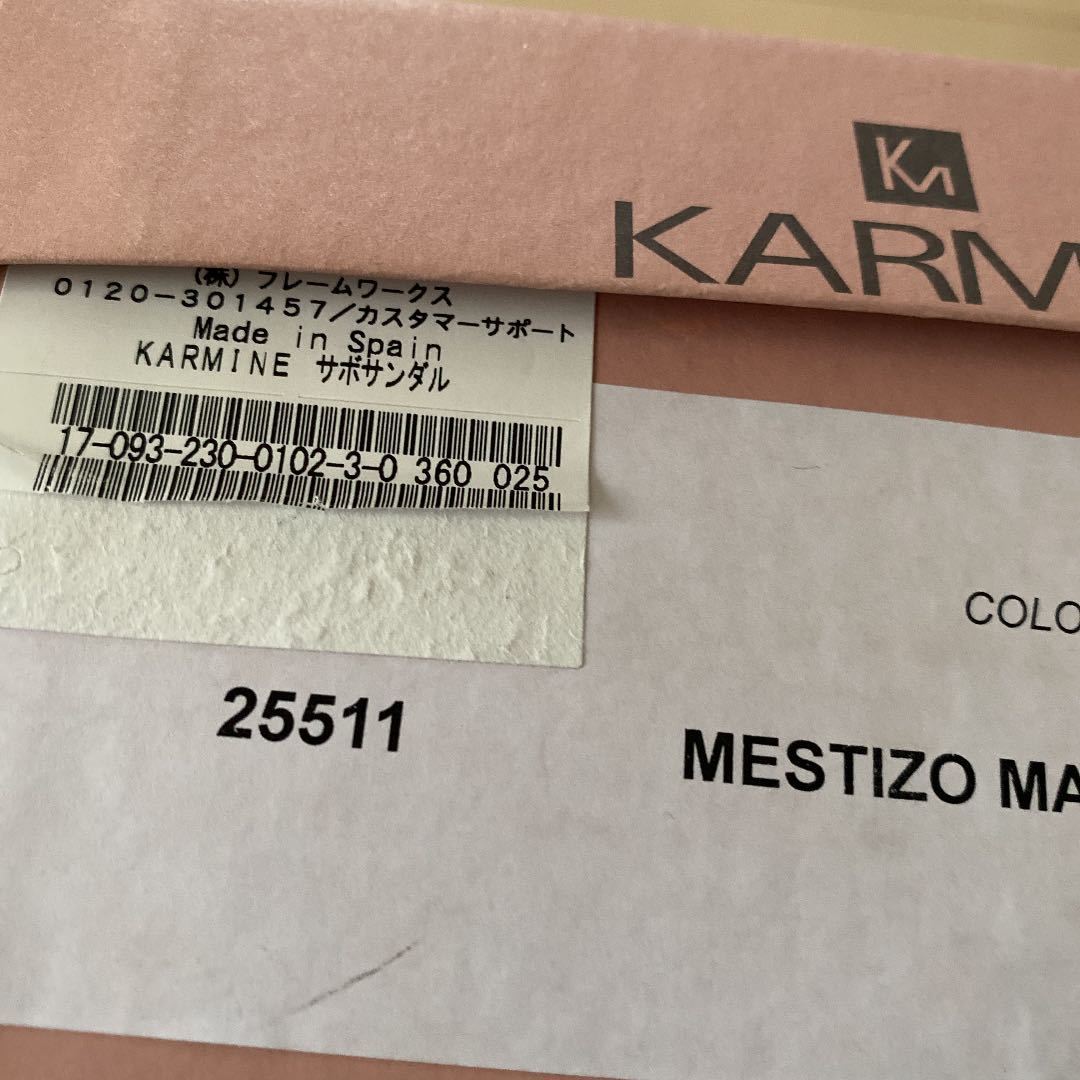 KM
KARM
(株)フレームワークス
0120-301457/カスタマーサポート
Made in Spain
KARMINE サボサンダル
17-093-230-0102-3-0 360 025
COLO
25511
MESTIZO MA